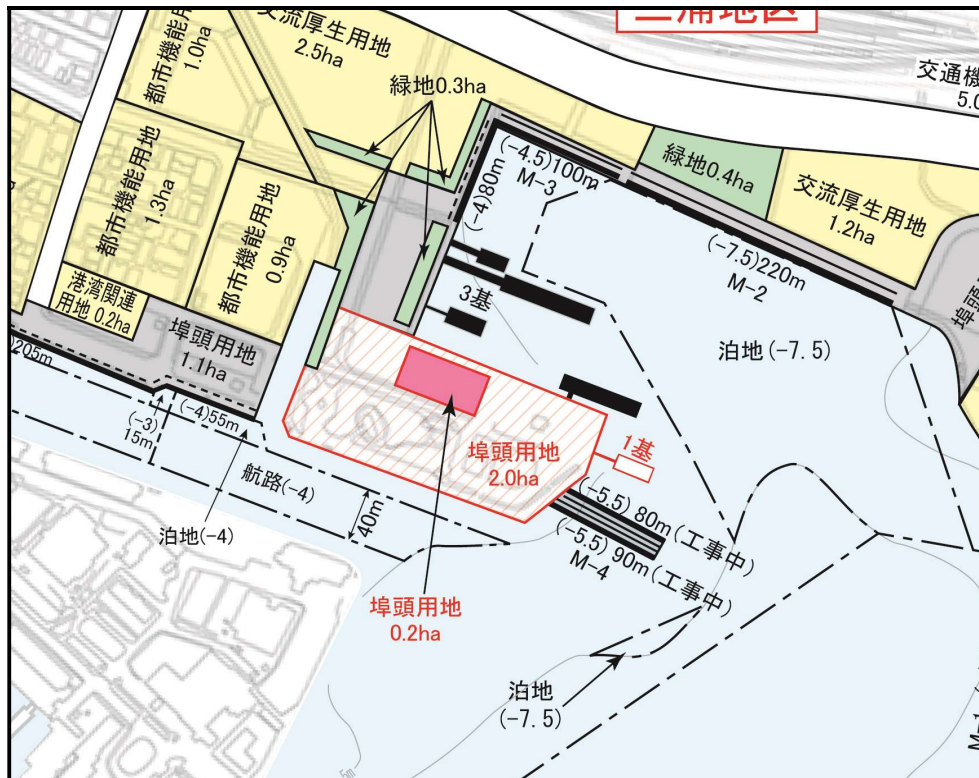 三浦地区
交通機
5.0
交流厚生用地
2.5ha
都市機能用地
1.0ha
緑地0.3ha
(-4.5)100m
M-3
(-4)80m
緑地0.4ha
交流厚生用地
1.2ha
(-7.5)220m
M-2
都市機能用地
1.3ha
都市機能用地
0.9ha
3基
泊地(-7.5)
埠頭
港湾関連
用地 0.2ha
埠頭用地
1.1ha
)205m
(-3)
15m
(-4)55m
航路(-4)
泊地(-4)
40m
埠頭用地
2.0ha
1基
(-5.5) 80m(工事中)
(-5.5) 90m(工事中)
M-4
埠頭用地
0.2ha
泊地
(-7.5)
5m